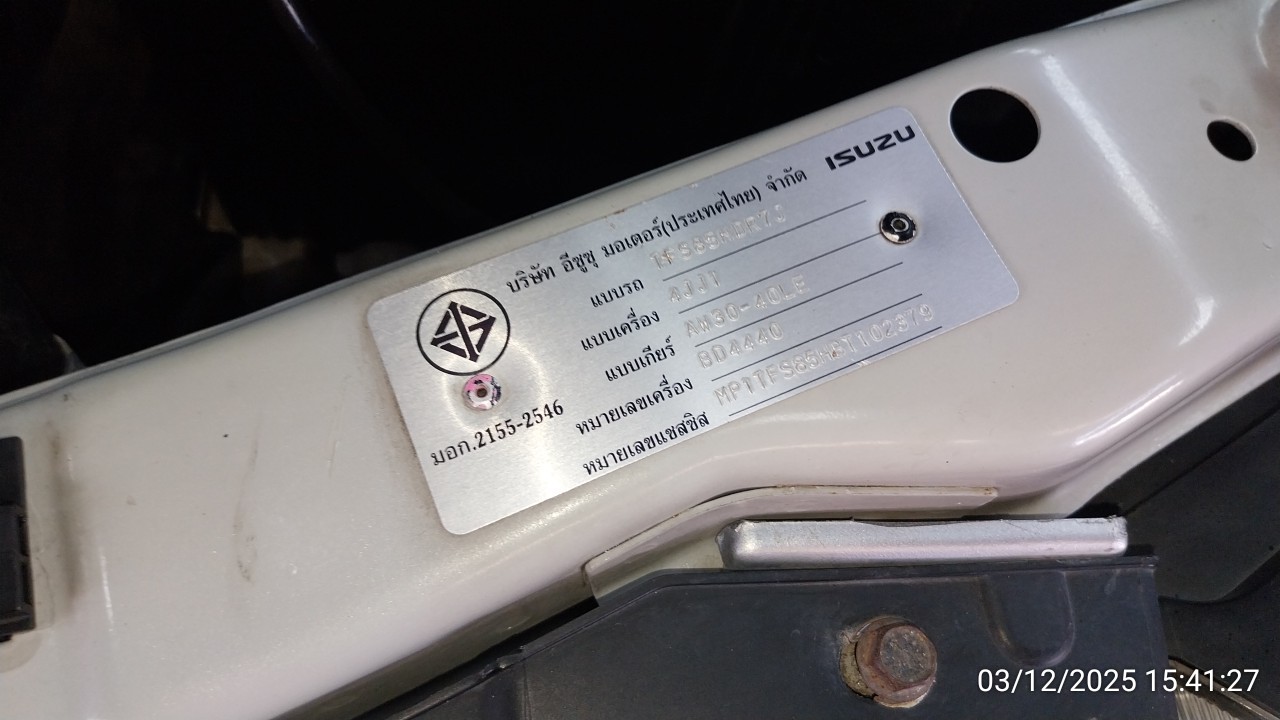 ISUZU
บริษัท อีซูซุ มอเตอร์(ประเทศไทย) จำกัด
แบบรถ
แบบเครื่อง 4JJ1
แบบเกียร์ AW30-40LE
หมายเลขเครื่อง BD4440
หมายเลขแชสซิส
มอก.2155-2546
03/12/2025 15:41:27